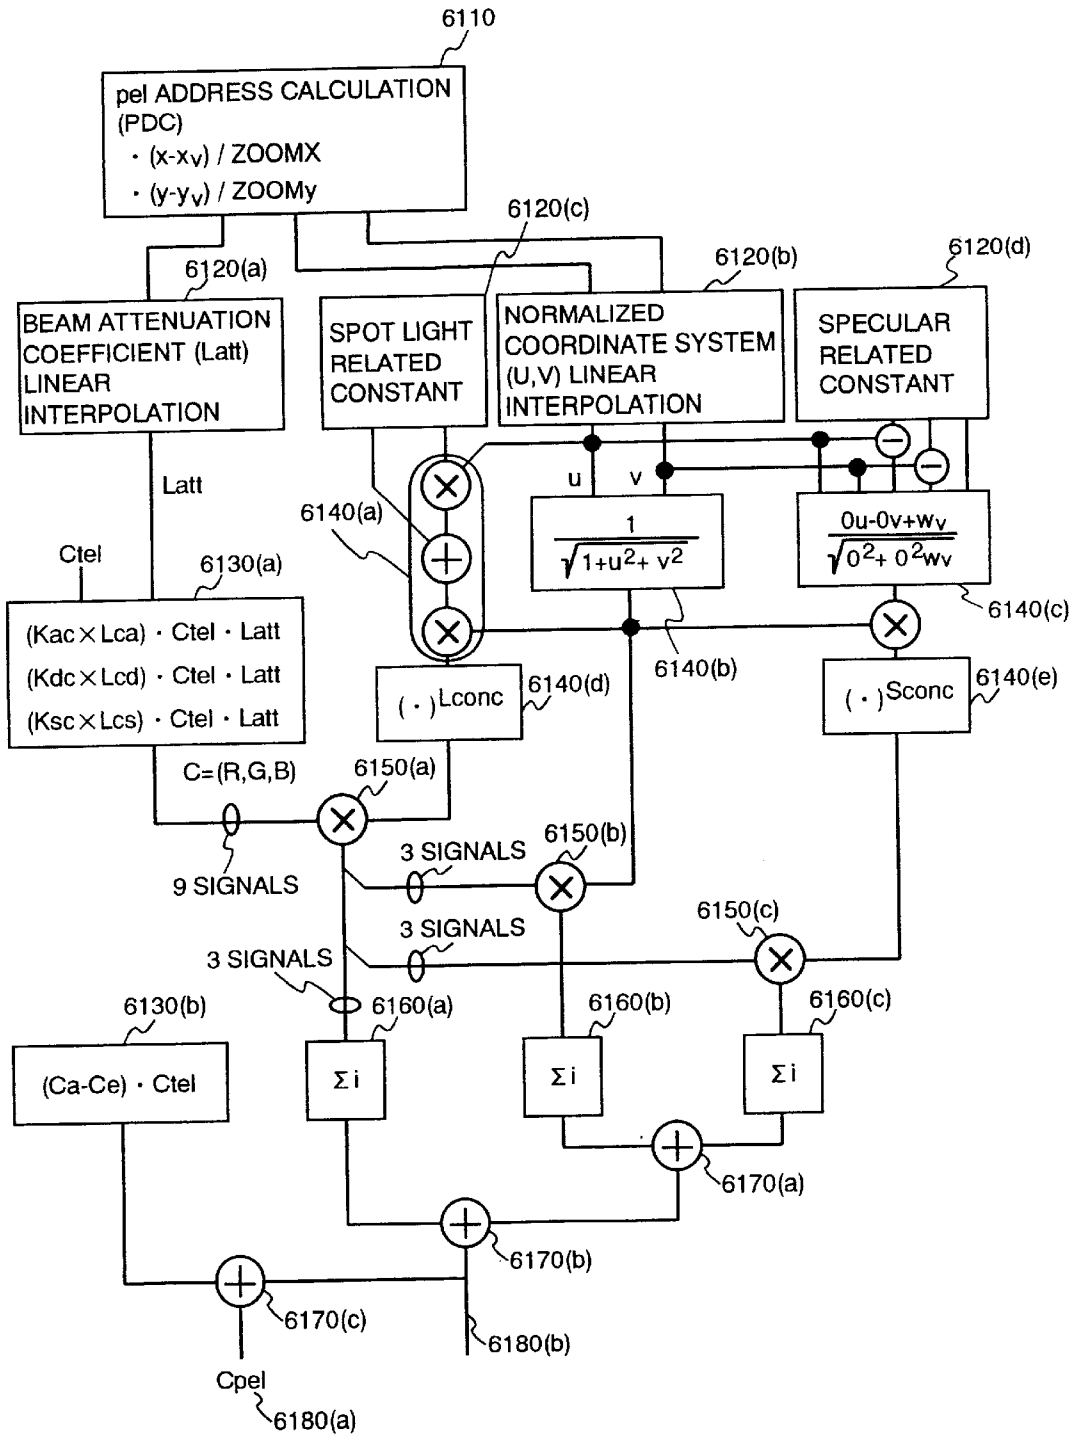 6110
pel ADDRESS CALCULATION
(PDC)
· (x-xv) / ZOOMX
· (y-yv) / ZOOMy
6120(c)
6120(a)
6120(b)
6120(d)
BEAM ATTENUATION
COEFFICIENT (Latt)
LINEAR
INTERPOLATION
SPOT LIGHT
RELATED
CONSTANT
NORMALIZED
COORDINATE SYSTEM
(U,V) LINEAR
INTERPOLATION
SPECULAR
RELATED
CONSTANT
Latt
u
v
6140(a)
1
√1+u2+ v2
0u-0v+wv
√02+ 02wv
Ctel
6130(a)
6140(c)
(Kac×Lca) · Ctel · Latt
(Kdc×Lcd) · Ctel · Latt
(Ksc×Lcs) · Ctel · Latt
6140(b)
( · )Lconc
6140(d)
( · )Sconc
6140(e)
C=(R,G,B)
6150(a)
9 SIGNALS
3 SIGNALS
6150(b)
3 SIGNALS
6150(c)
3 SIGNALS
6130(b)
6160(a)
6160(b)
6160(c)
(Ca-Ce) · Ctel
Σi
Σi
Σi
6170(a)
6170(b)
6170(c)
6180(b)
Cpel
6180(a)